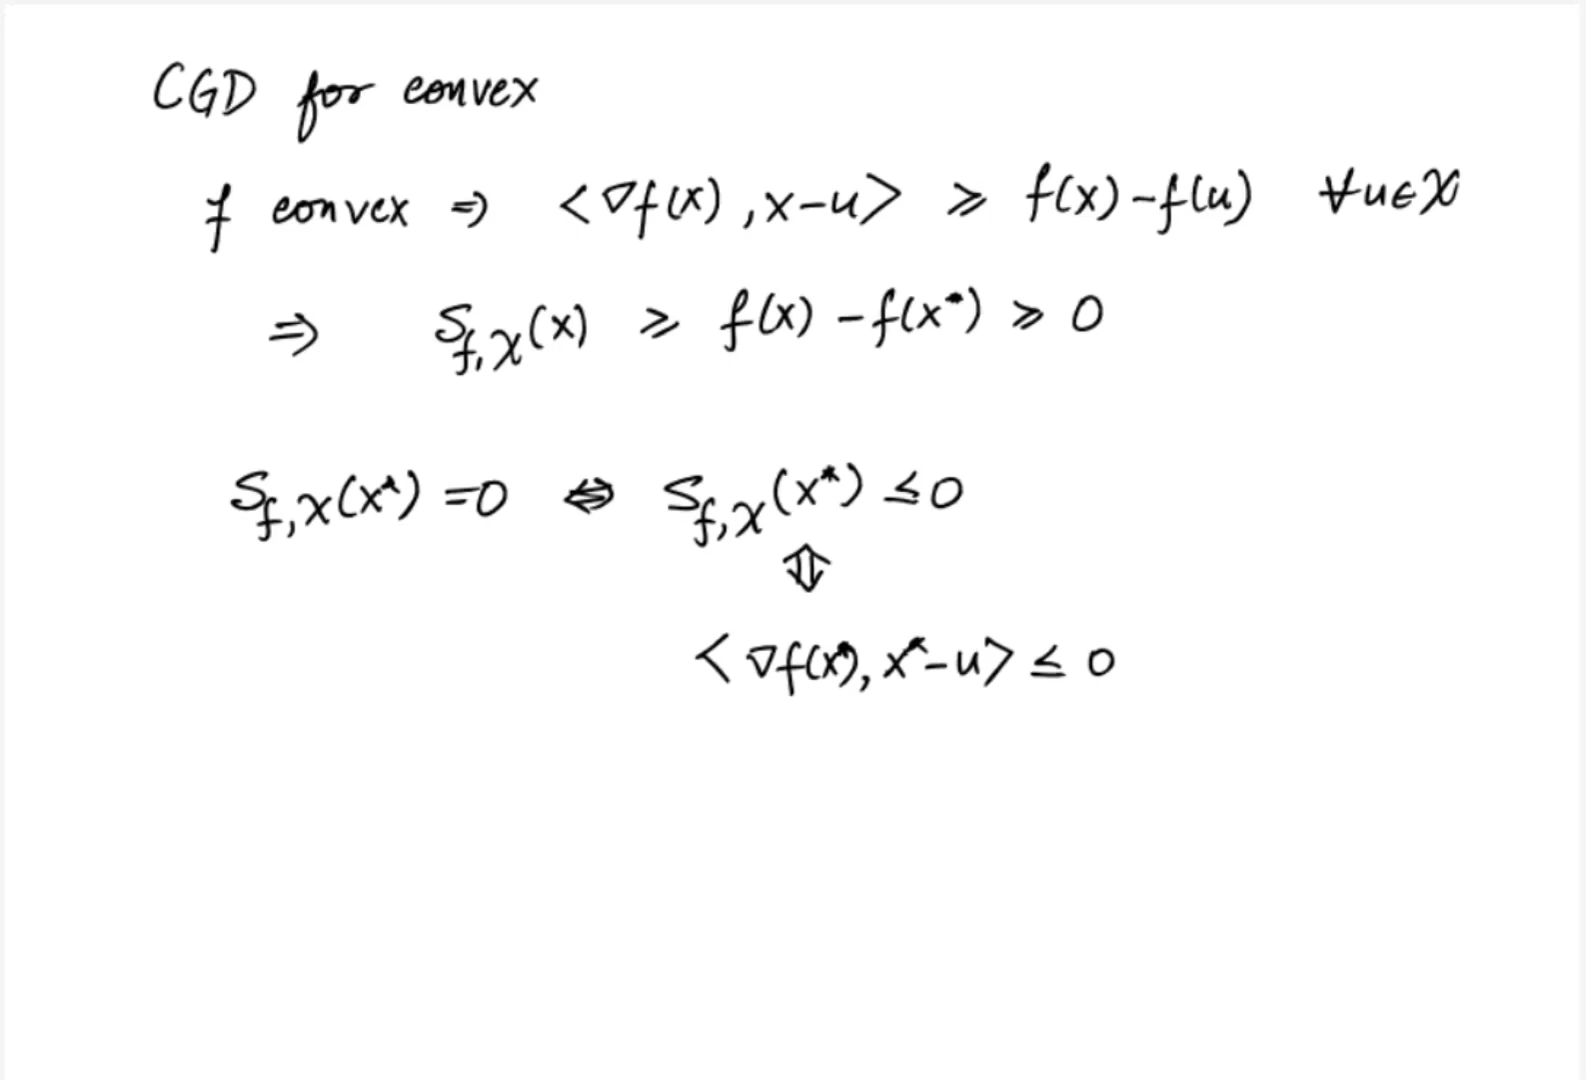 CGD for convex
f convex ⇒ <∇f(x), x-u> ⩾ f(x)-f(u) ∀u∈X
⇒ S_{f,X}(x) ⩾ f(x) - f(x*) ⩾ 0
S_{f,X}(x*) = 0 ⇔ S_{f,X}(x*) ≤ 0
⇕
<∇f(x*), x*-u> ≤ 0